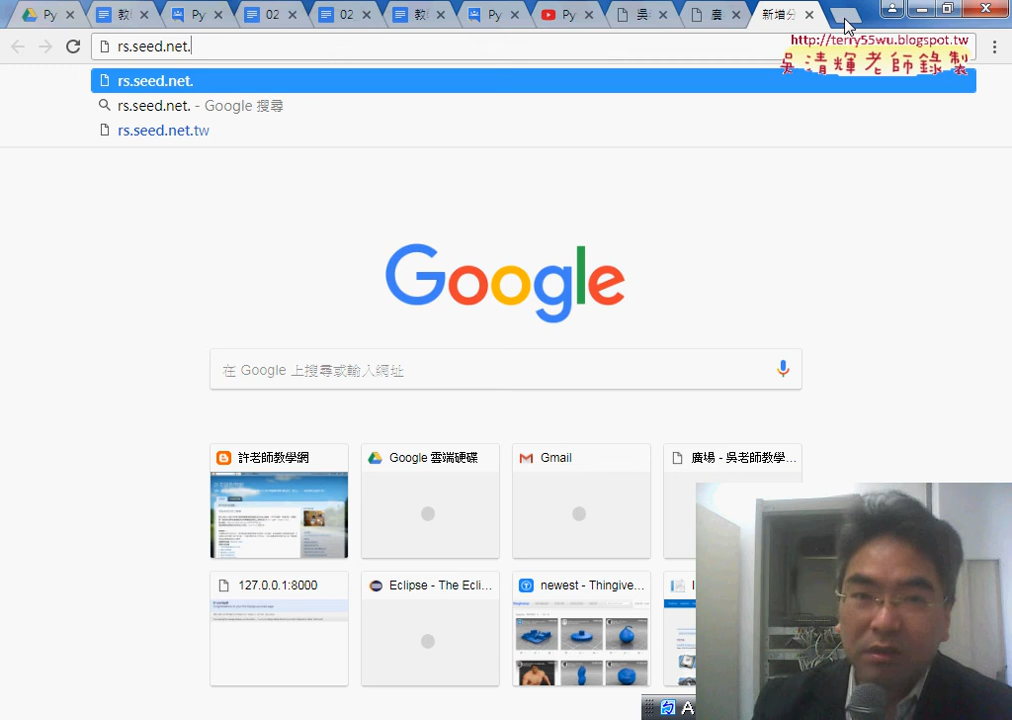 Py
教
Py
02
02
教
Py
Py
吳
廣
新增分
rs.seed.net.
http://terry55wu.blogspot.tw
吳清輝老師錄製
rs.seed.net.
rs.seed.net. - Google 搜尋
rs.seed.net.tw
Google
在 Google 上搜尋或輸入網址
許老師教學網
Google 雲端硬碟
Gmail
廣場 - 吳老師教學...
127.0.0.1:8000
Eclipse - The Ecli...
newest - Thingive...
A